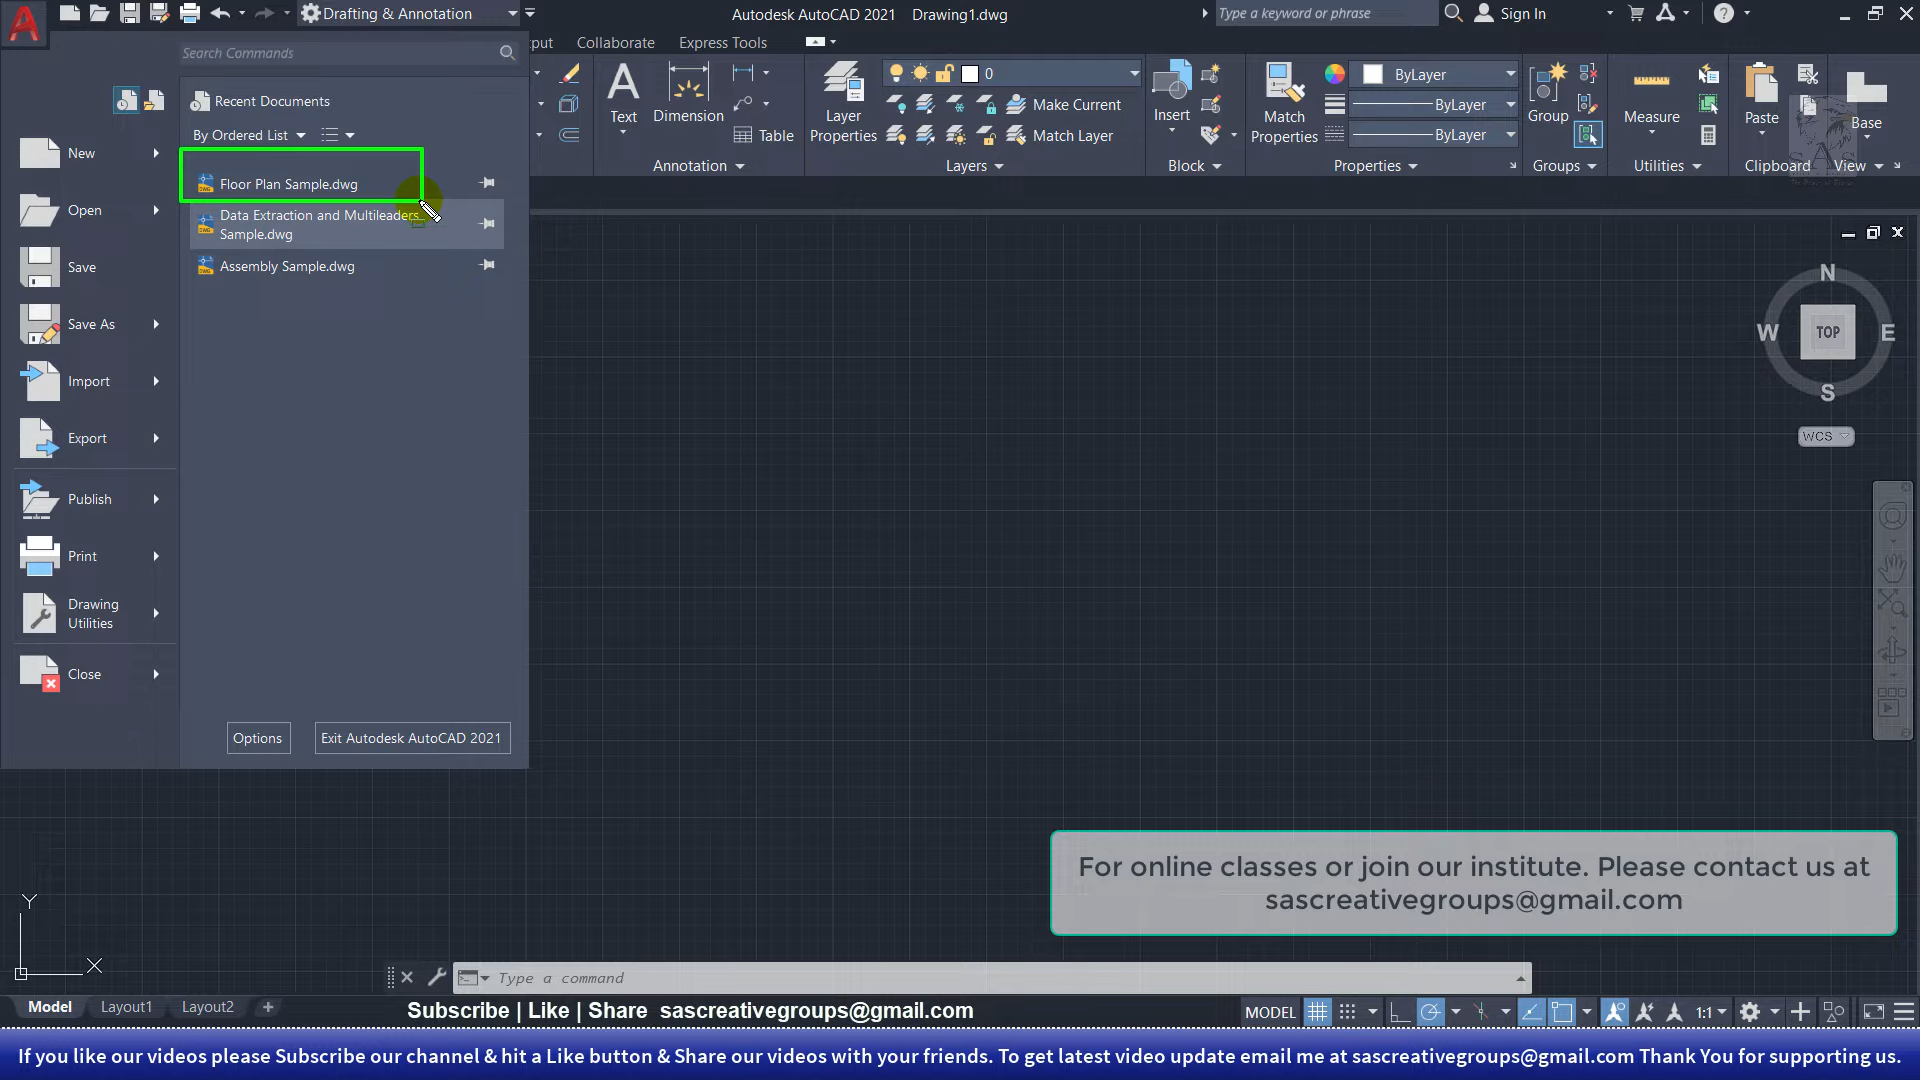 Drafting & Annotation
Autodesk AutoCAD 2021 Drawing1.dwg
Type a keyword or phrase
Sign In
Search Commands
Collaborate
Express Tools
Recent Documents
By Ordered List
New
Open
Save
Save As
Import
Export
Publish
Print
Drawing
Utilities
Close
Floor Plan Sample.dwg
Data Extraction and Multileaders
Sample.dwg
Assembly Sample.dwg
Options
Exit Autodesk AutoCAD 2021
Text
Dimension
Table
Annotation
Layer
Properties
0
Make Current
Match Layer
Layers
Insert
Block
Match
Properties
ByLayer
ByLayer
ByLayer
Properties
Group
Groups
Measure
Utilities
Paste
Clipboard
Base
View
N
W
TOP
E
S
WCS
For online classes or join our institute. Please contact us at
sascreativegroups@gmail.com
Y
X
Type a command
Model
Layout1
Layout2
Subscribe | Like | Share sascreativegroups@gmail.com
MODEL
1:1
If you like our videos please Subscribe our channel & hit a Like button & Share our videos with your friends. To get latest video update email me at sascreativegroups@gmail.com Thank You for supporting us.